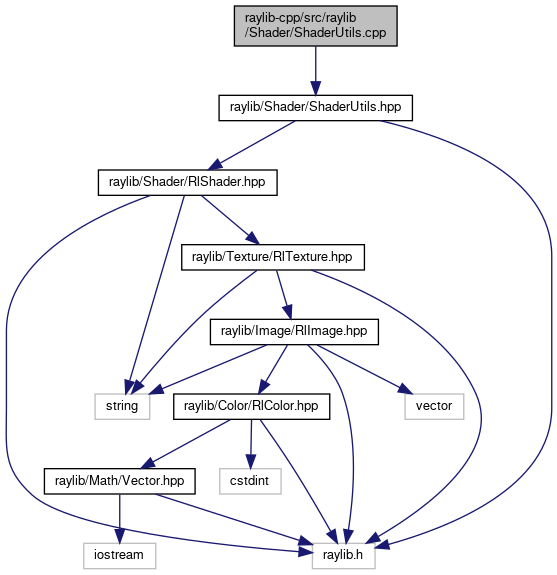 raylib-cpp/src/raylib
/Shader/ShaderUtils.cpp
raylib/Shader/ShaderUtils.hpp
raylib/Shader/RlShader.hpp
raylib/Texture/RlTexture.hpp
raylib/Image/RlImage.hpp
string
raylib/Color/RlColor.hpp
vector
raylib/Math/Vector.hpp
cstdint
iostream
raylib.h